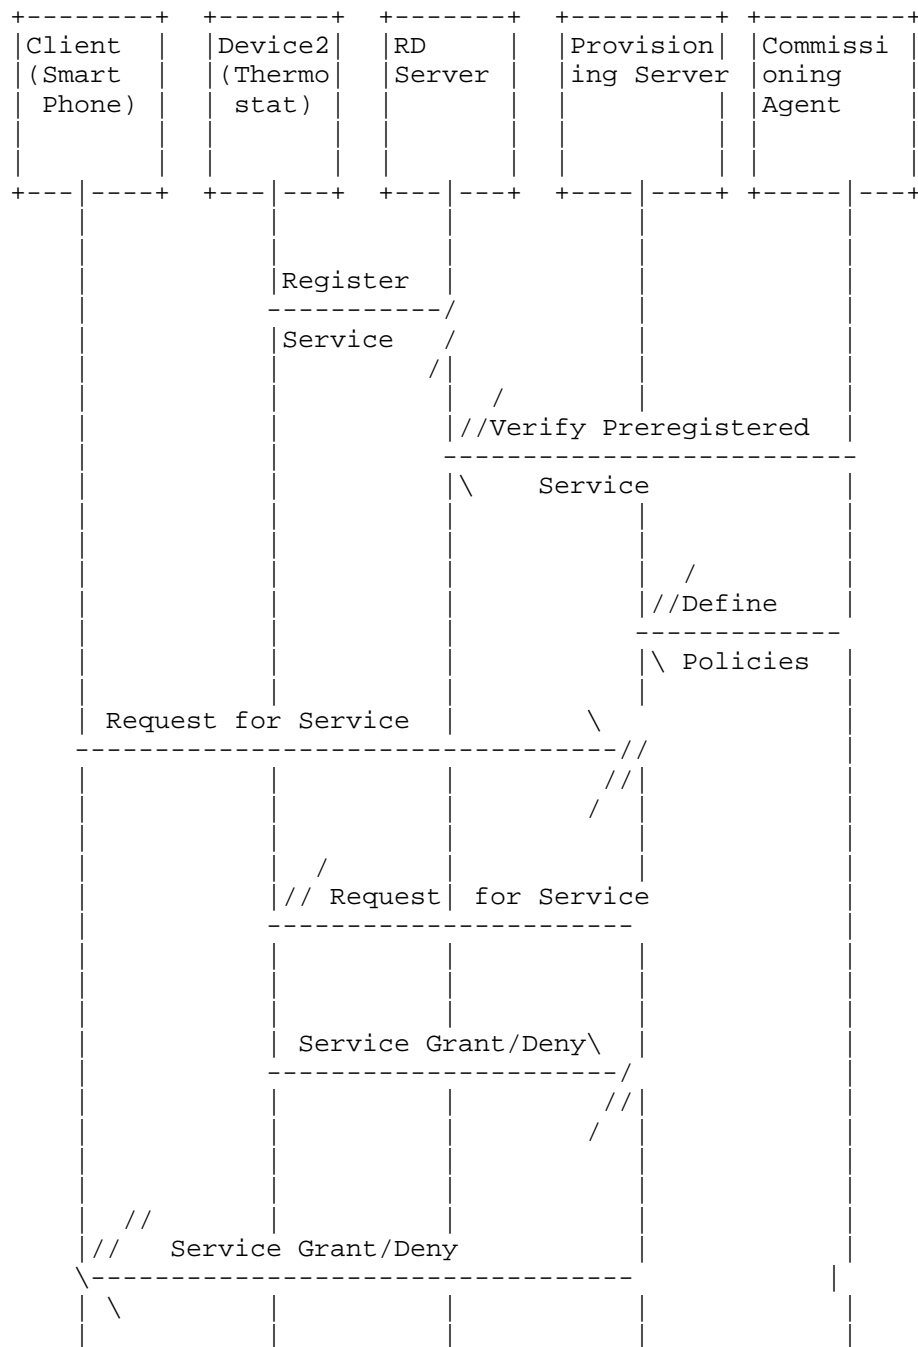 Client Device2 RD Provision Commissi
(Smart (Thermo Server ing Server oning
Phone) stat) Agent
Register
Service
Verify Preregistered
Service
Define
Policies
Request for Service
Request for Service
Service Grant/Deny
Service Grant/Deny